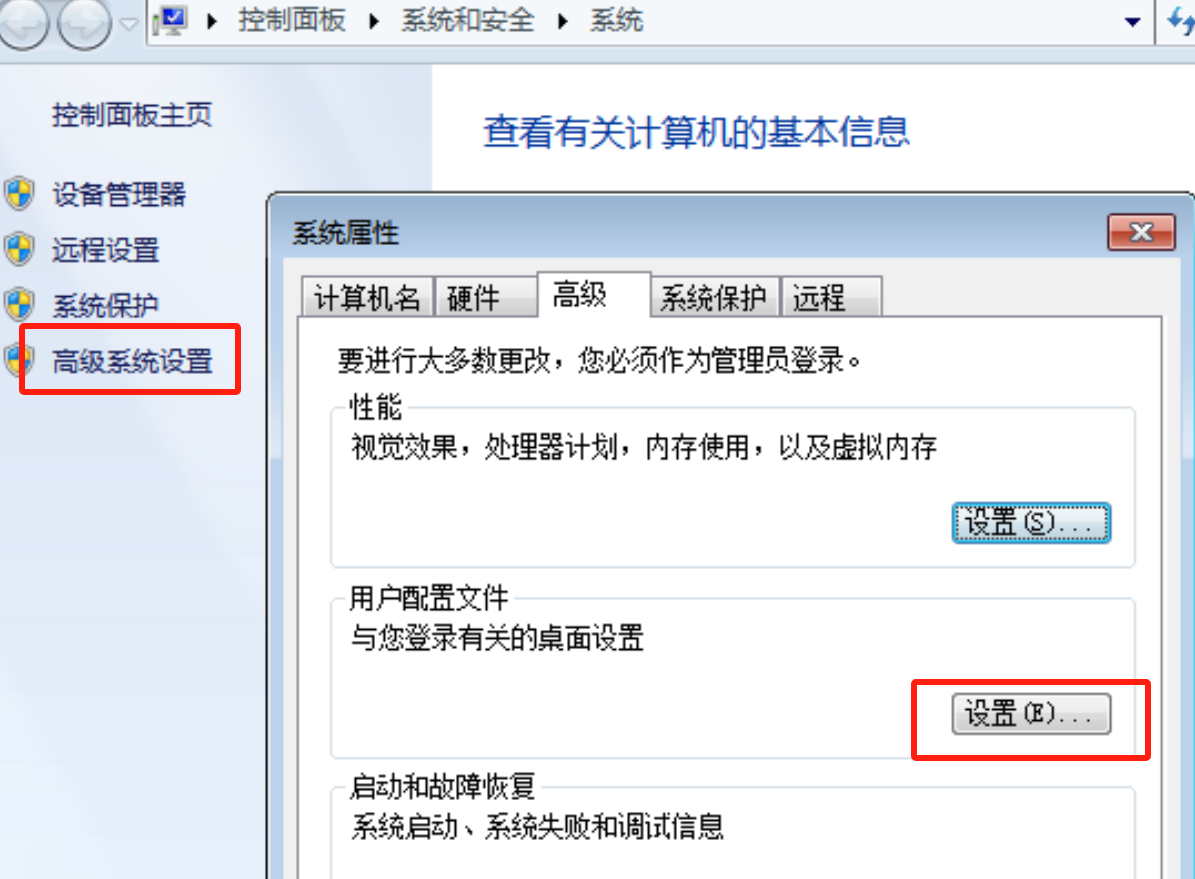 控制面板 系统和安全 系统
控制面板主页
查看有关计算机的基本信息
设备管理器
远程设置
系统保护
高级系统设置
系统属性
计算机名 硬件 高级 系统保护 远程
要进行大多数更改，您必须作为管理员登录。
性能
视觉效果，处理器计划，内存使用，以及虚拟内存
设置(S)...
用户配置文件
与您登录有关的桌面设置
设置(E)...
启动和故障恢复
系统启动、系统失败和调试信息